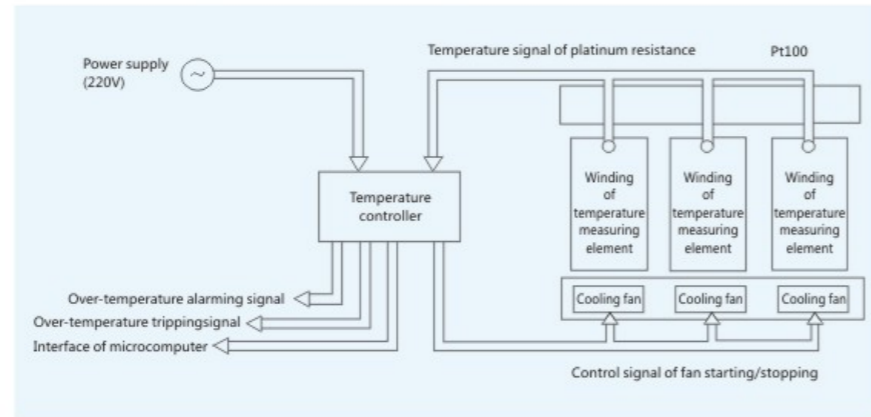 Temperature signal of platinum resistance
Pt100
Power supply
(220V)
Temperature
controller
Winding
of
temperature
measuring
element
Winding
of
temperature
measuring
element
Winding
of
temperature
measuring
element
Over-temperature alarming signal
Over-temperature trippingsignal
Interface of microcomputer
Cooling fan
Cooling fan
Cooling fan
Control signal of fan starting/stopping